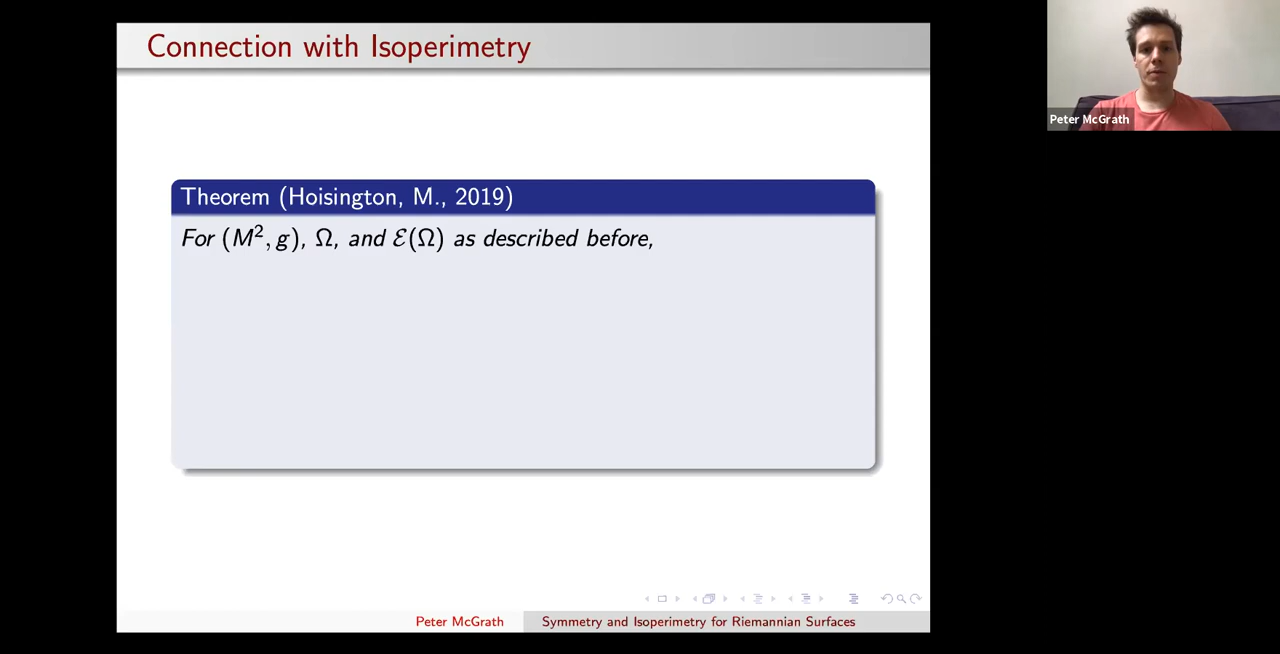 Connection with Isoperimetry
Peter McGrath
Theorem (Hoisington, M., 2019)
For (M², g), Ω, and ℰ(Ω) as described before,
Peter McGrath
Symmetry and Isoperimetry for Riemannian Surfaces